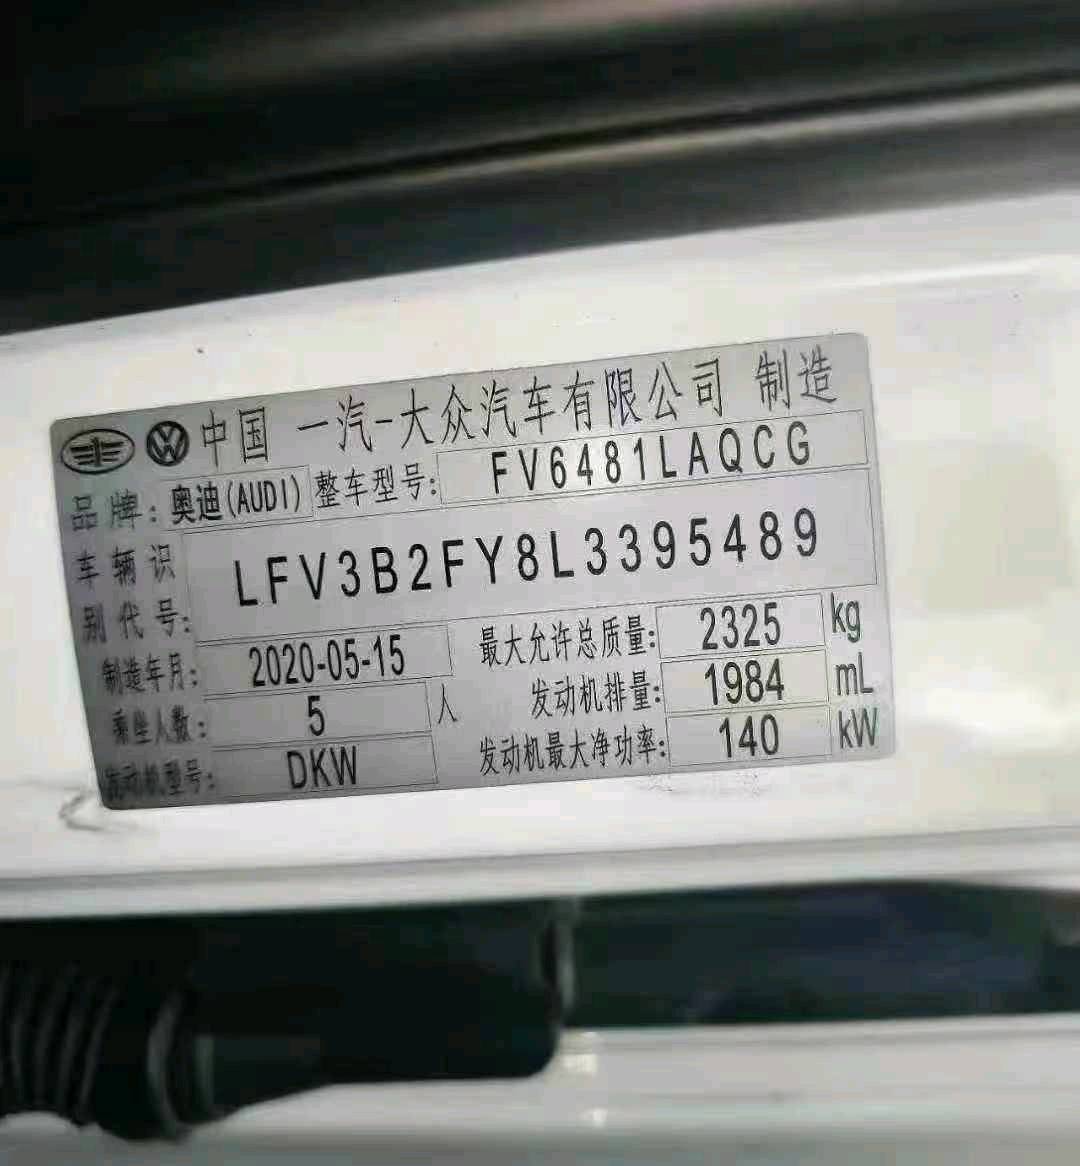 中国 一汽-大众汽车有限公司 制造
品牌: 奥迪(AUDI) 整车型号: FV6481LAQCG
车辆识别代号: LFV3B2FY8L3395489
制造年月: 2020-05-15 最大允许总质量: 2325 kg
乘坐人数: 5 人 发动机排量: 1984 mL
发动机型号: DKW 发动机最大净功率: 140 kW